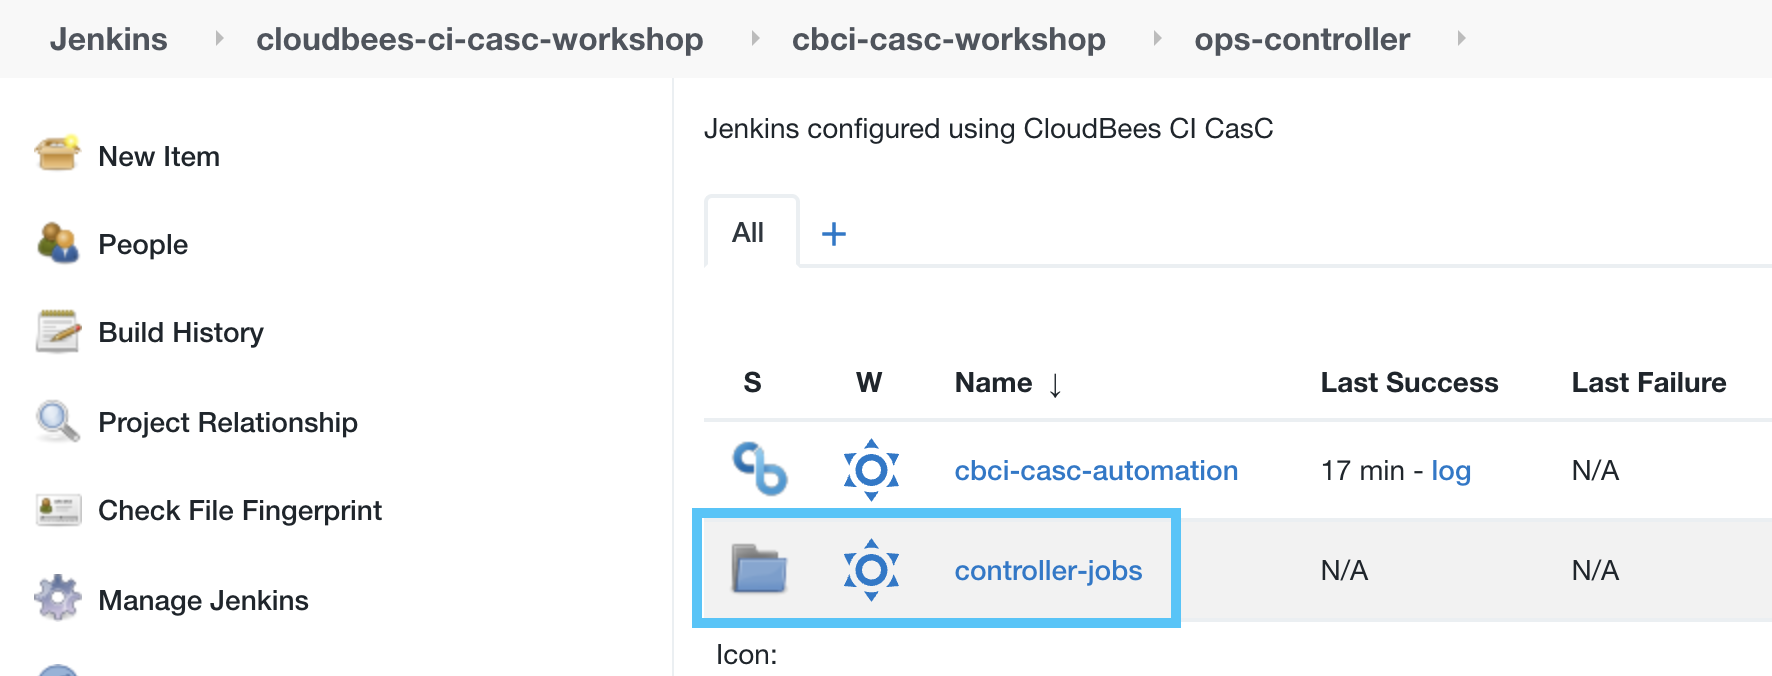 Jenkins cloudbees-ci-casc-workshop cbci-casc-workshop ops-controller
New Item
People
Build History
Project Relationship
Check File Fingerprint
Manage Jenkins
Jenkins configured using CloudBees CI CasC
All +
S W Name ↓ Last Success Last Failure
cbci-casc-automation 17 min - log N/A
controller-jobs N/A N/A
Icon: